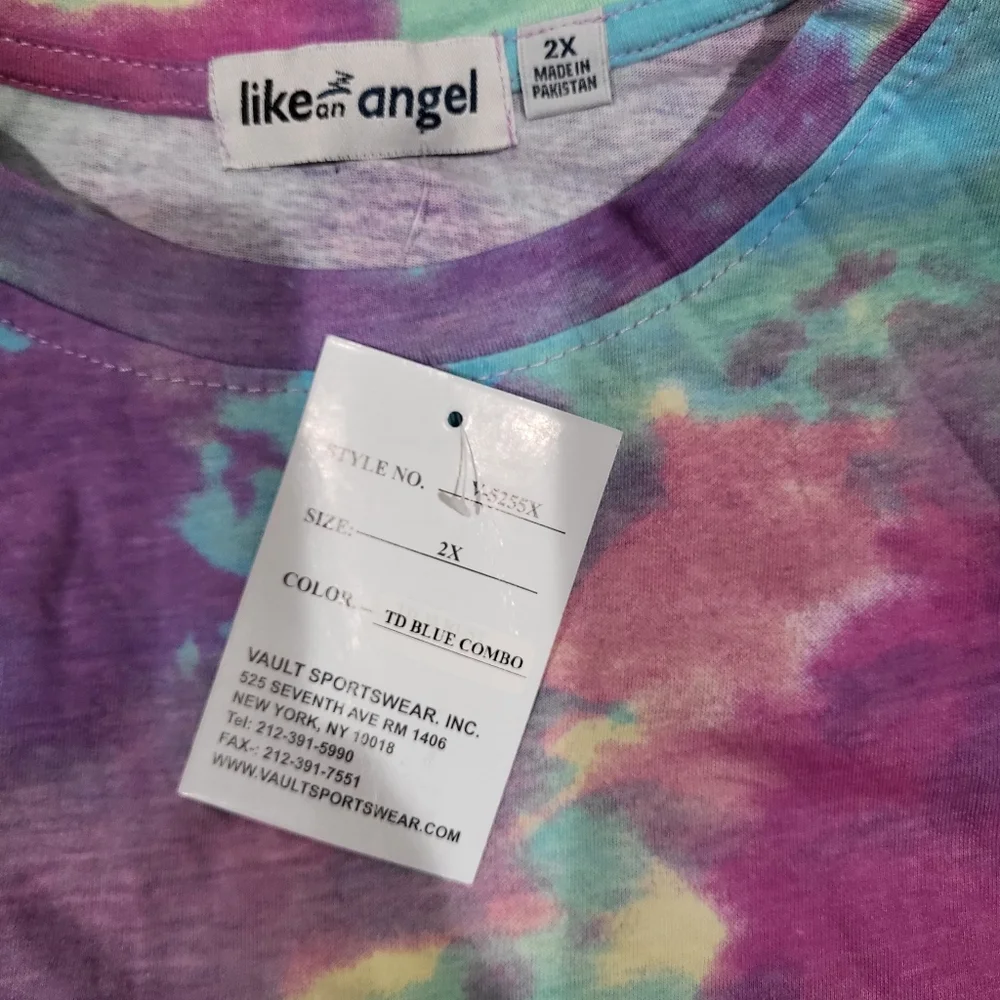 like an angel
2X
MADE IN
PAKISTAN
STYLE NO. V-5255X
SIZE: 2X
COLOR. TD BLUE COMBO
VAULT SPORTSWEAR. INC.
525 SEVENTH AVE RM 1406
NEW YORK, NY 10018
Tel: 212-391-5990
FAX-: 212-391-7551
WWW.VAULTSPORTSWEAR.COM